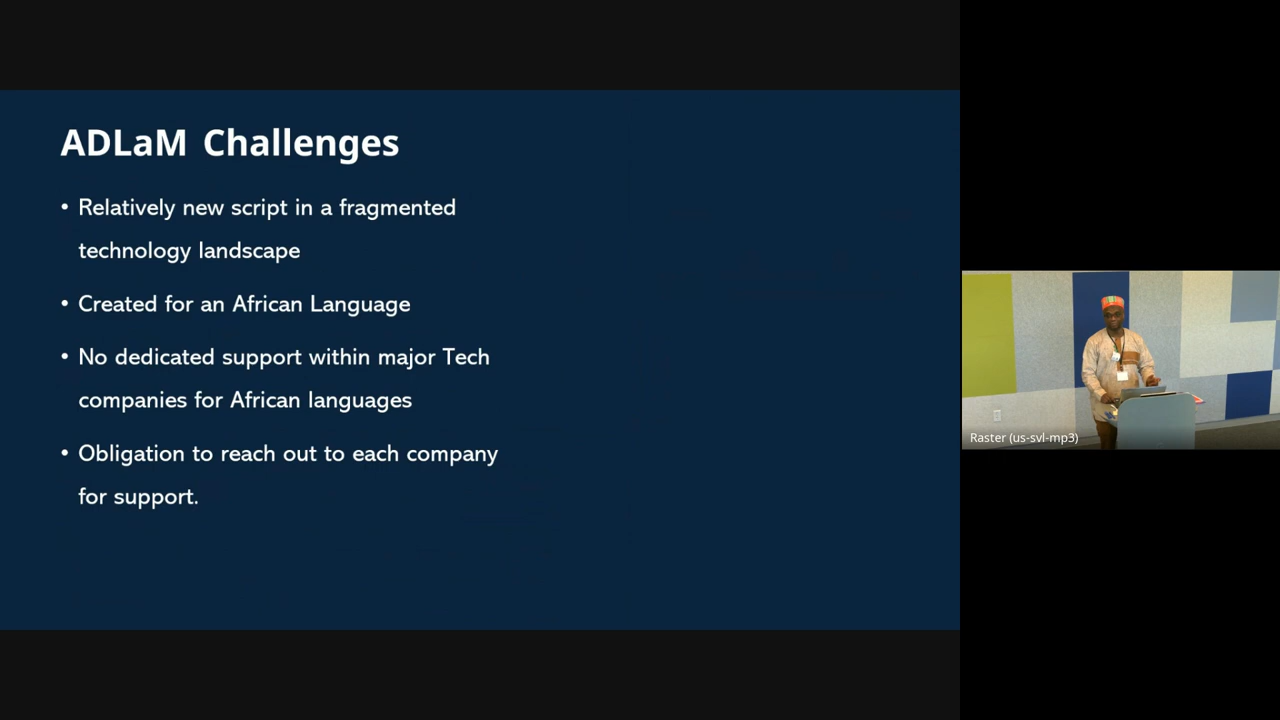 ADLaM Challenges
• Relatively new script in a fragmented
technology landscape
• Created for an African Language
• No dedicated support within major Tech
companies for African languages
• Obligation to reach out to each company
for support.
Raster (us-svl-mp3)